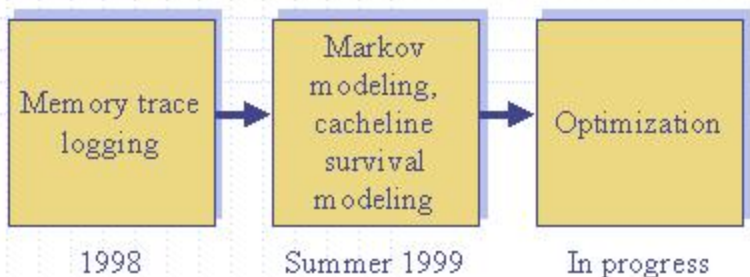 Memory trace
logging
Markov
modeling,
cacheline
survival
modeling
Optimization
1998
Summer 1999
In progress